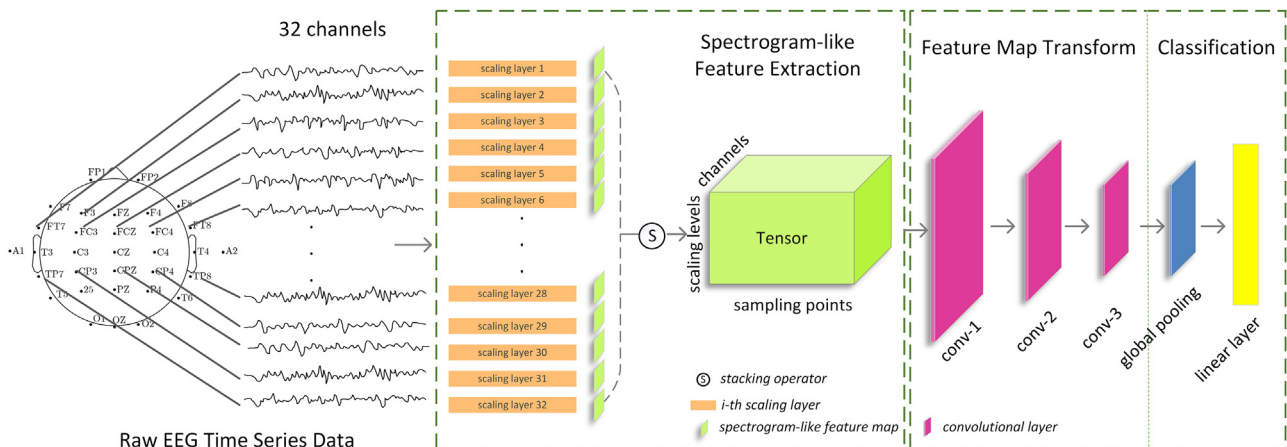 32 channels
Spectrogram-like
Feature Extraction
Feature Map Transform
Classification
scaling layer 1
scaling layer 2
scaling layer 3
scaling layer 4
scaling layer 5
scaling layer 6
scaling layer 28
scaling layer 29
scaling layer 30
scaling layer 31
scaling layer 32
FP1 FP2
F7 F3 FZ F4 F8
FT7 FC3 FCZ FC4 FT8
A1 T3 C3 CZ C4 T4 A2
TP7 CP3 CPZ CP4 TP8
T5 25 PZ P4 T6
O1 OZ O2
Raw EEG Time Series Data
S
channels
scaling levels
Tensor
sampling points
conv-1
conv-2
conv-3
global pooling
linear layer
S stacking operator
i-th scaling layer
spectrogram-like feature map
convolutional layer